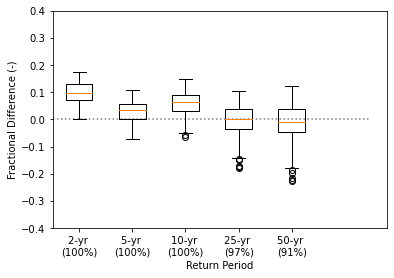 Fractional Difference (-)
0.4
0.3
0.2
0.1
0.0
−0.1
−0.2
−0.3
−0.4
2-yr 5-yr 10-yr 25-yr 50-yr
(100%) (100%) (100%) (97%) (91%)
Return Period